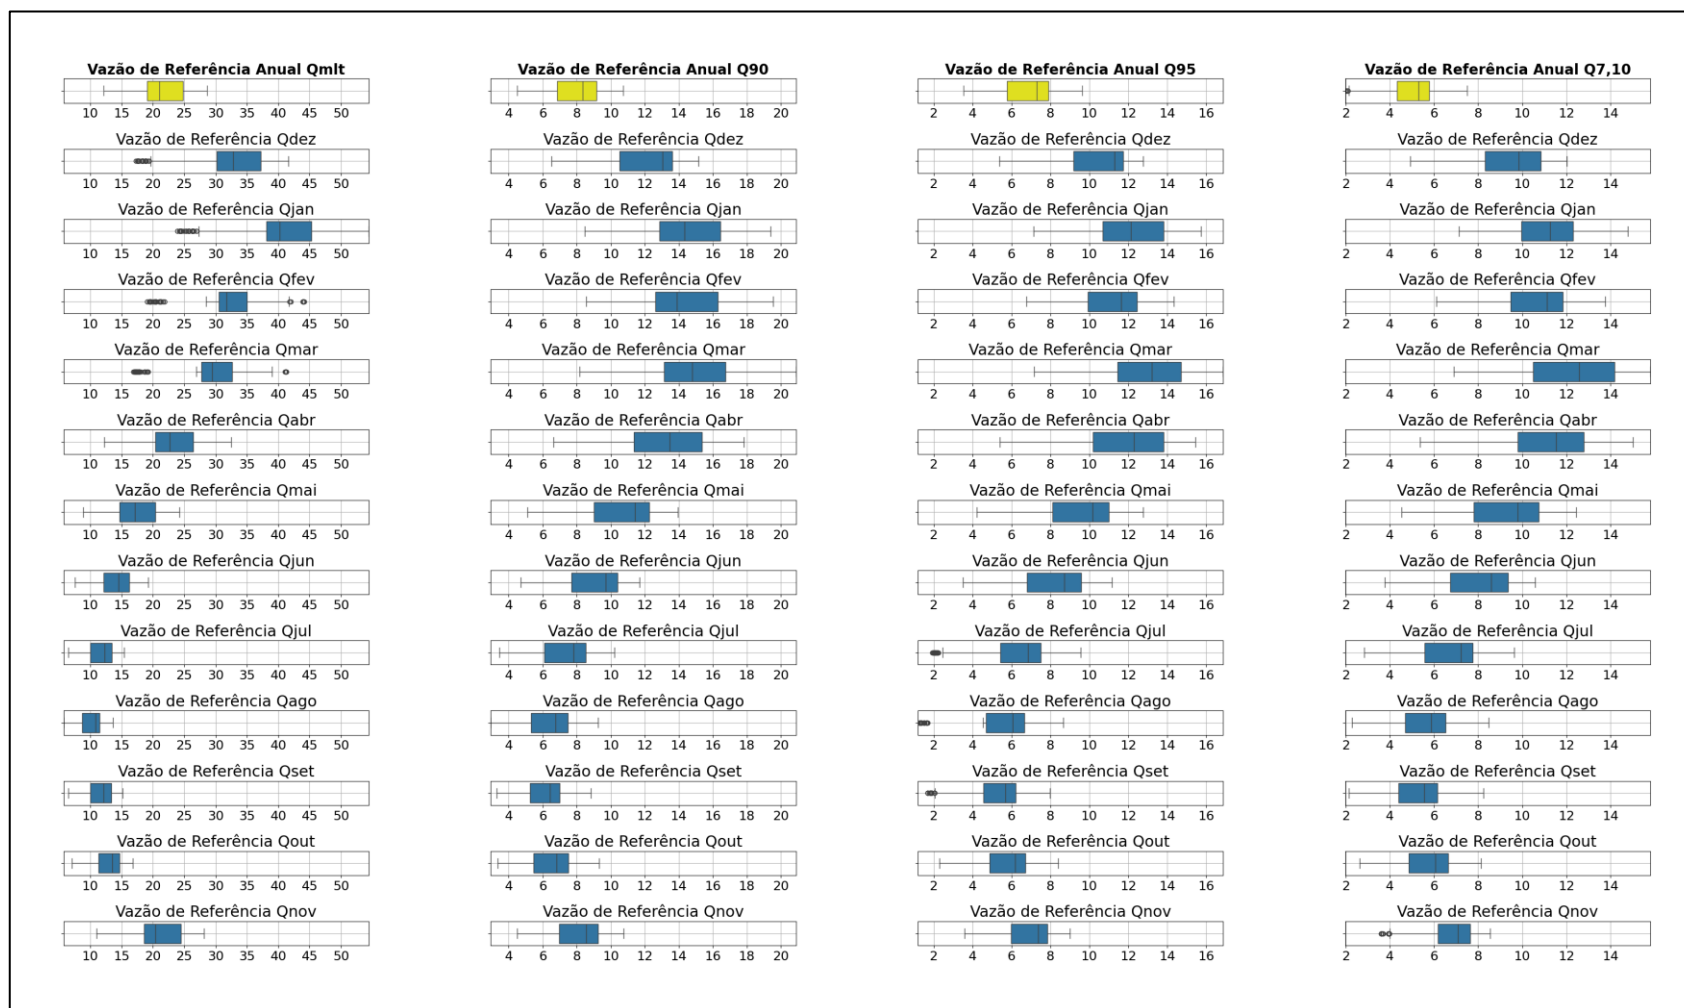 Vazão de Referência Anual Qmlt Vazão de Referência Anual Q90 Vazão de Referência Anual Q95 Vazão de Referência Anual Q7,10
10 15 20 25 30 35 40 45 50 4 6 8 10 12 14 16 18 20 2 4 6 8 10 12 14 16 2 4 6 8 10 12 14
Vazão de Referência Qdez Vazão de Referência Qdez Vazão de Referência Qdez Vazão de Referência Qdez
10 15 20 25 30 35 40 45 50 4 6 8 10 12 14 16 18 20 2 4 6 8 10 12 14 16 2 4 6 8 10 12 14
Vazão de Referência Qjan Vazão de Referência Qjan Vazão de Referência Qjan Vazão de Referência Qjan
10 15 20 25 30 35 40 45 50 4 6 8 10 12 14 16 18 20 2 4 6 8 10 12 14 16 2 4 6 8 10 12 14
Vazão de Referência Qfev Vazão de Referência Qfev Vazão de Referência Qfev Vazão de Referência Qfev
10 15 20 25 30 35 40 45 50 4 6 8 10 12 14 16 18 20 2 4 6 8 10 12 14 16 2 4 6 8 10 12 14
Vazão de Referência Qmar Vazão de Referência Qmar Vazão de Referência Qmar Vazão de Referência Qmar
10 15 20 25 30 35 40 45 50 4 6 8 10 12 14 16 18 20 2 4 6 8 10 12 14 16 2 4 6 8 10 12 14
Vazão de Referência Qabr Vazão de Referência Qabr Vazão de Referência Qabr Vazão de Referência Qabr
10 15 20 25 30 35 40 45 50 4 6 8 10 12 14 16 18 20 2 4 6 8 10 12 14 16 2 4 6 8 10 12 14
Vazão de Referência Qmai Vazão de Referência Qmai Vazão de Referência Qmai Vazão de Referência Qmai
10 15 20 25 30 35 40 45 50 4 6 8 10 12 14 16 18 20 2 4 6 8 10 12 14 16 2 4 6 8 10 12 14
Vazão de Referência Qjun Vazão de Referência Qjun Vazão de Referência Qjun Vazão de Referência Qjun
10 15 20 25 30 35 40 45 50 4 6 8 10 12 14 16 18 20 2 4 6 8 10 12 14 16 2 4 6 8 10 12 14
Vazão de Referência Qjul Vazão de Referência Qjul Vazão de Referência Qjul Vazão de Referência Qjul
10 15 20 25 30 35 40 45 50 4 6 8 10 12 14 16 18 20 2 4 6 8 10 12 14 16 2 4 6 8 10 12 14
Vazão de Referência Qago Vazão de Referência Qago Vazão de Referência Qago Vazão de Referência Qago
10 15 20 25 30 35 40 45 50 4 6 8 10 12 14 16 18 20 2 4 6 8 10 12 14 16 2 4 6 8 10 12 14
Vazão de Referência Qset Vazão de Referência Qset Vazão de Referência Qset Vazão de Referência Qset
10 15 20 25 30 35 40 45 50 4 6 8 10 12 14 16 18 20 2 4 6 8 10 12 14 16 2 4 6 8 10 12 14
Vazão de Referência Qout Vazão de Referência Qout Vazão de Referência Qout Vazão de Referência Qout
10 15 20 25 30 35 40 45 50 4 6 8 10 12 14 16 18 20 2 4 6 8 10 12 14 16 2 4 6 8 10 12 14
Vazão de Referência Qnov Vazão de Referência Qnov Vazão de Referência Qnov Vazão de Referência Qnov
10 15 20 25 30 35 40 45 50 4 6 8 10 12 14 16 18 20 2 4 6 8 10 12 14 16 2 4 6 8 10 12 14